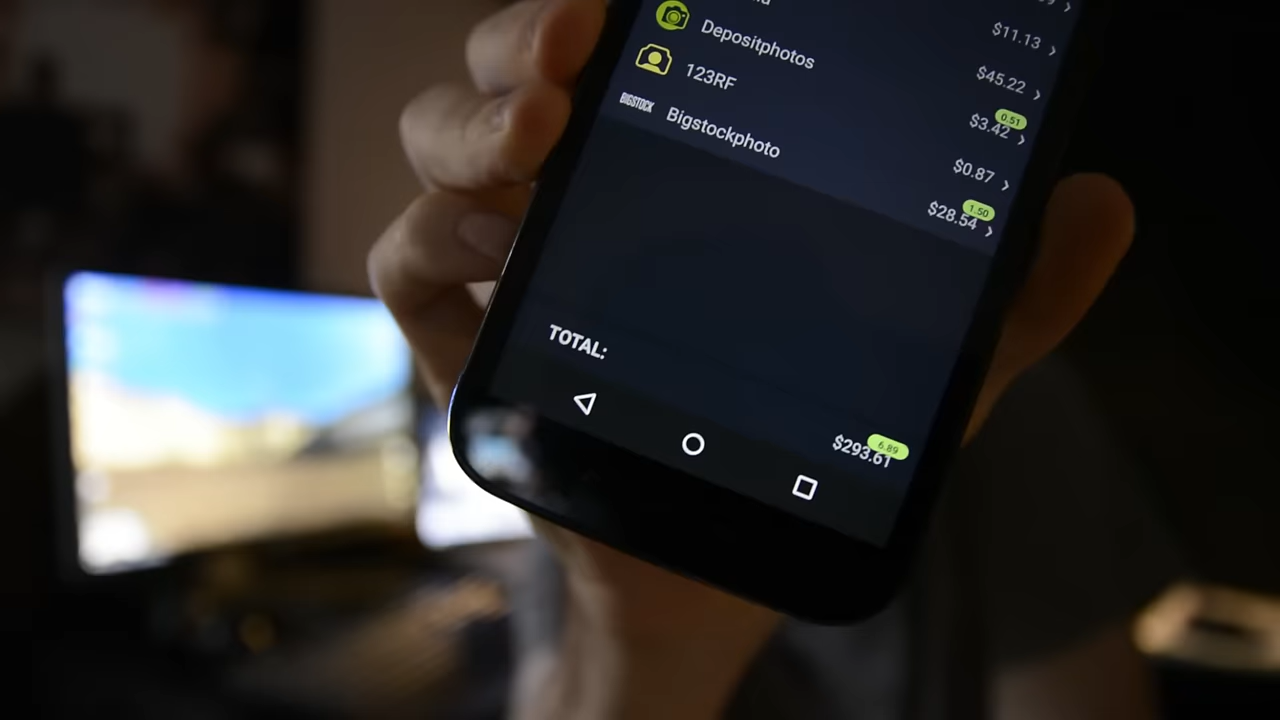 $11.13
$45.22
Depositphotos $3.42 0.51
123RF $0.87
BIGSTOCK Bigstockphoto $28.54 1.50
TOTAL: $293.61 6.89